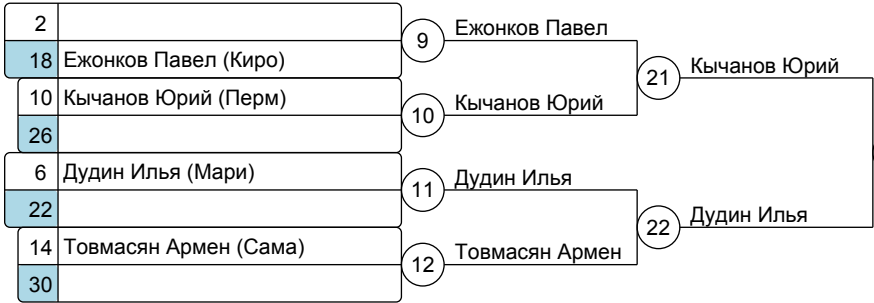 2
9 Ежонков Павел
18 Ежонков Павел (Киро)
21 Кычанов Юрий
10 Кычанов Юрий (Перм)
10 Кычанов Юрий
26
6 Дудин Илья (Мари)
11 Дудин Илья
22
22 Дудин Илья
14 Товмасян Армен (Сама)
12 Товмасян Армен
30